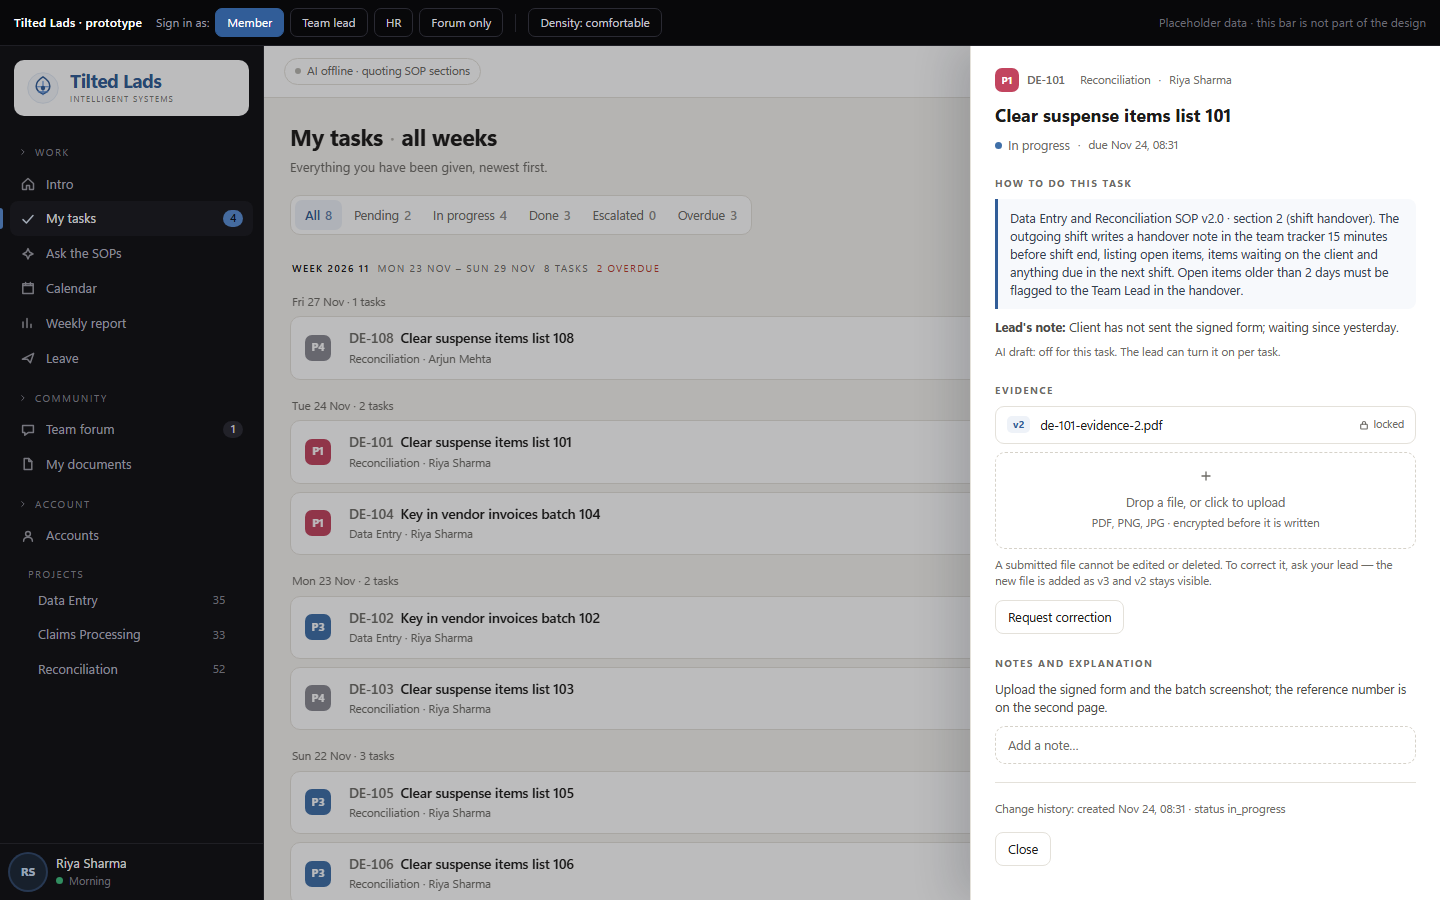 Tilted Lads · prototype Sign in as: Member Team lead HR Forum only Density: comfortable Placeholder data · this bar is not part of the design
Tilted Lads
INTELLIGENT SYSTEMS
WORK
Intro
My tasks 4
Ask the SOPs
Calendar
Weekly report
Leave
COMMUNITY
Team forum 1
My documents
ACCOUNT
Accounts
PROJECTS
Data Entry 35
Claims Processing 33
Reconciliation 52
RS Riya Sharma
Morning
AI offline · quoting SOP sections
My tasks · all weeks
Everything you have been given, newest first.
All 8 Pending 2 In progress 4 Done 3 Escalated 0 Overdue 3
WEEK 2026 11 MON 23 NOV – SUN 29 NOV 8 TASKS 2 OVERDUE
Fri 27 Nov · 1 tasks
P4 DE-108 Clear suspense items list 108
Reconciliation · Arjun Mehta
Tue 24 Nov · 2 tasks
P1 DE-101 Clear suspense items list 101
Reconciliation · Riya Sharma
P1 DE-104 Key in vendor invoices batch 104
Data Entry · Riya Sharma
Mon 23 Nov · 2 tasks
P3 DE-102 Key in vendor invoices batch 102
Data Entry · Riya Sharma
P4 DE-103 Clear suspense items list 103
Reconciliation · Riya Sharma
Sun 22 Nov · 3 tasks
P3 DE-105 Clear suspense items list 105
Reconciliation · Riya Sharma
P3 DE-106 Clear suspense items list 106
Reconciliation · Riya Sharma
P1 DE-101 Reconciliation · Riya Sharma
Clear suspense items list 101
In progress · due Nov 24, 08:31
HOW TO DO THIS TASK
Data Entry and Reconciliation SOP v2.0 · section 2 (shift handover). The
outgoing shift writes a handover note in the team tracker 15 minutes
before shift end, listing open items, items waiting on the client and
anything due in the next shift. Open items older than 2 days must be
flagged to the Team Lead in the handover.
Lead's note: Client has not sent the signed form; waiting since yesterday.
AI draft: off for this task. The lead can turn it on per task.
EVIDENCE
v2 de-101-evidence-2.pdf locked
+
Drop a file, or click to upload
PDF, PNG, JPG · encrypted before it is written
A submitted file cannot be edited or deleted. To correct it, ask your lead — the
new file is added as v3 and v2 stays visible.
Request correction
NOTES AND EXPLANATION
Upload the signed form and the batch screenshot; the reference number is
on the second page.
Add a note...
Change history: created Nov 24, 08:31 · status in_progress
Close